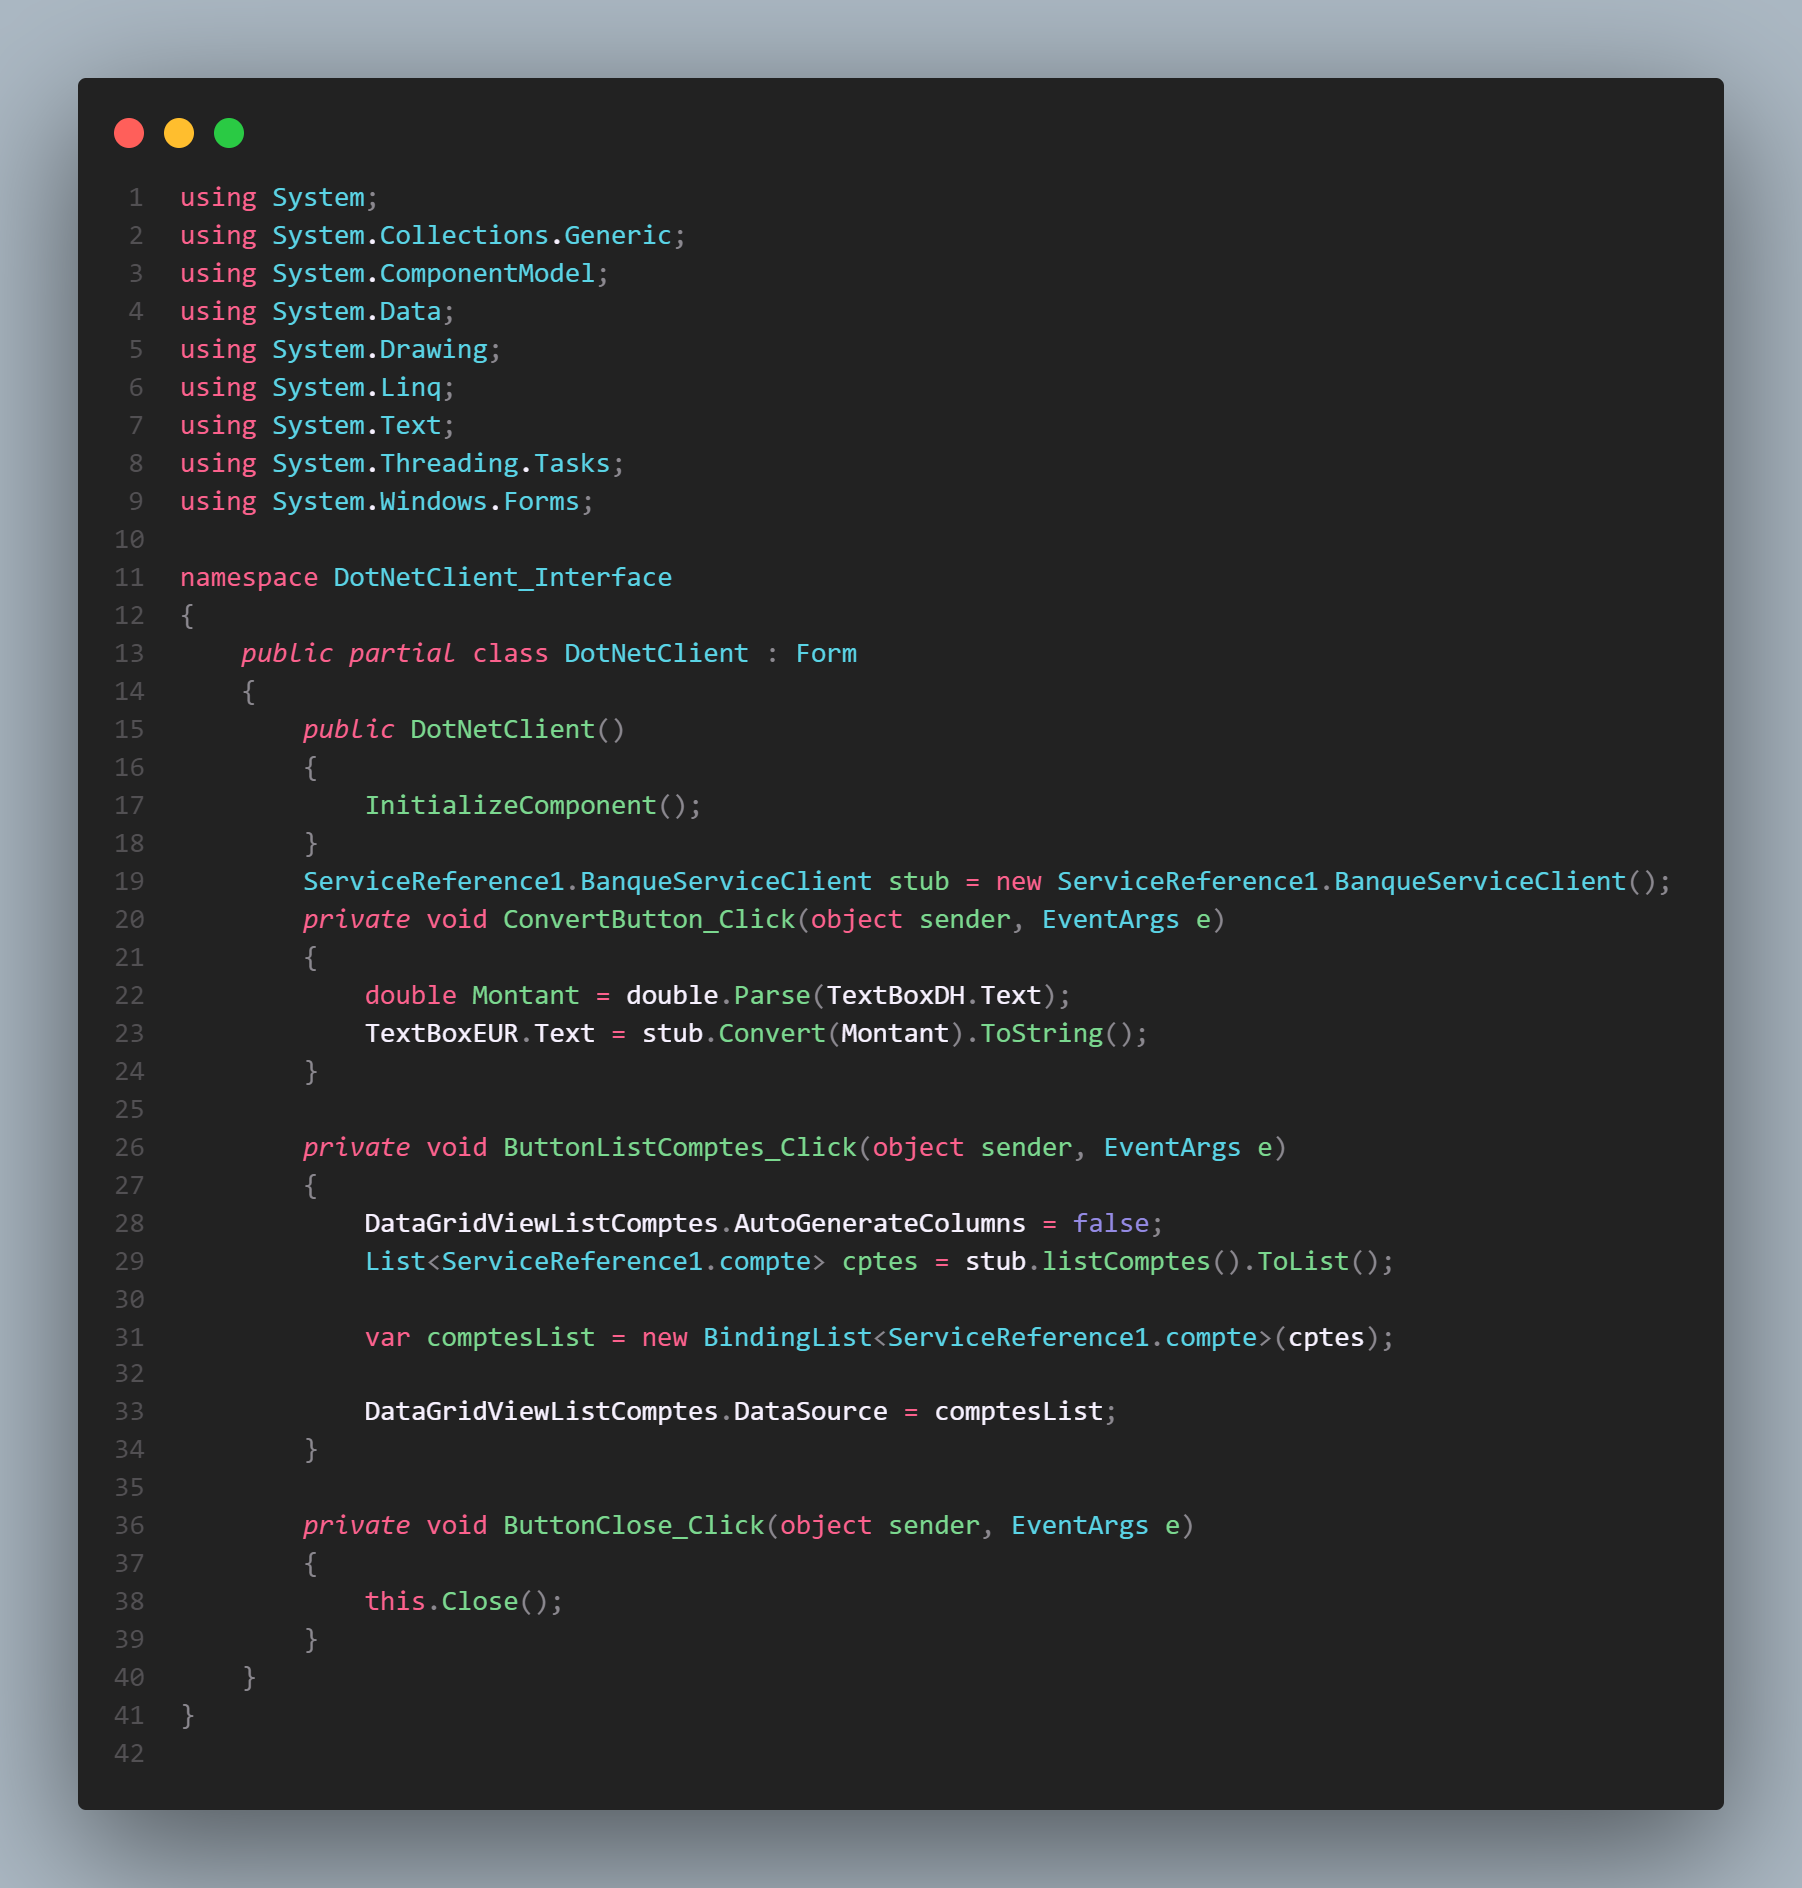 1 using System;
2 using System.Collections.Generic;
3 using System.ComponentModel;
4 using System.Data;
5 using System.Drawing;
6 using System.Linq;
7 using System.Text;
8 using System.Threading.Tasks;
9 using System.Windows.Forms;
10
11 namespace DotNetClient_Interface
12 {
13     public partial class DotNetClient : Form
14     {
15         public DotNetClient()
16         {
17             InitializeComponent();
18         }
19         ServiceReference1.BanqueServiceClient stub = new ServiceReference1.BanqueServiceClient();
20         private void ConvertButton_Click(object sender, EventArgs e)
21         {
22             double Montant = double.Parse(TextBoxDH.Text);
23             TextBoxEUR.Text = stub.Convert(Montant).ToString();
24         }
25
26         private void ButtonListComptes_Click(object sender, EventArgs e)
27         {
28             DataGridViewListComptes.AutoGenerateColumns = false;
29             List<ServiceReference1.compte> cptes = stub.listComptes().ToList();
30
31             var comptesList = new BindingList<ServiceReference1.compte>(cptes);
32
33             DataGridViewListComptes.DataSource = comptesList;
34         }
35
36         private void ButtonClose_Click(object sender, EventArgs e)
37         {
38             this.Close();
39         }
40     }
41 }
42